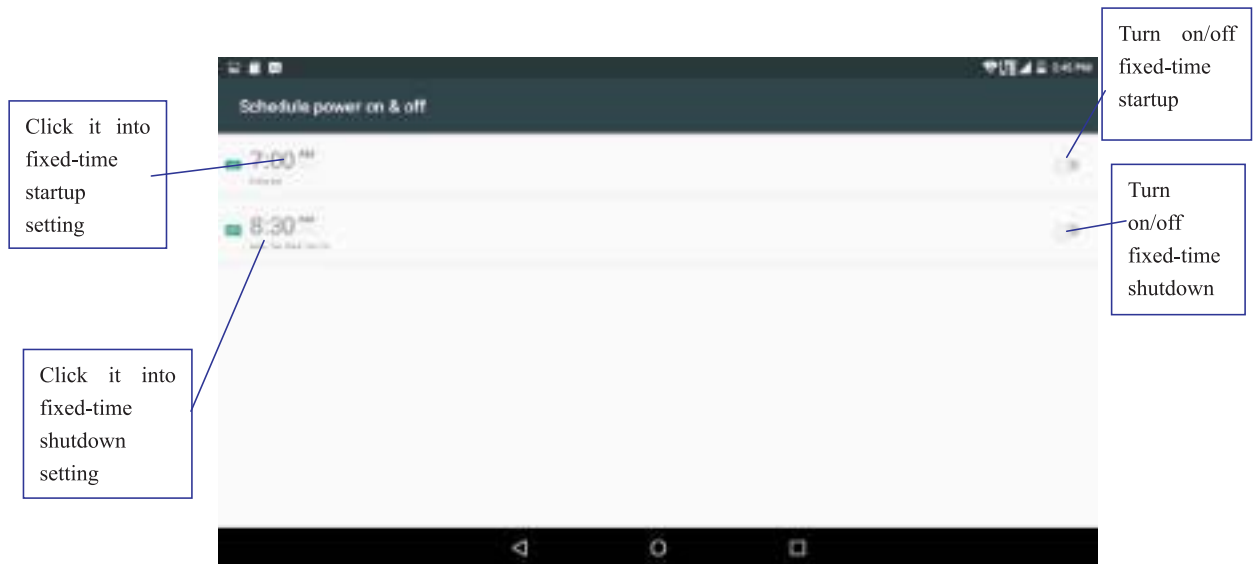 Turn on/off
fixed-time
startup
Schedule power on & off
Click it into
fixed-time
startup
setting
7:00 AM
Turn
on/off
fixed-time
shutdown
8:30 AM
Click it into
fixed-time
shutdown
setting